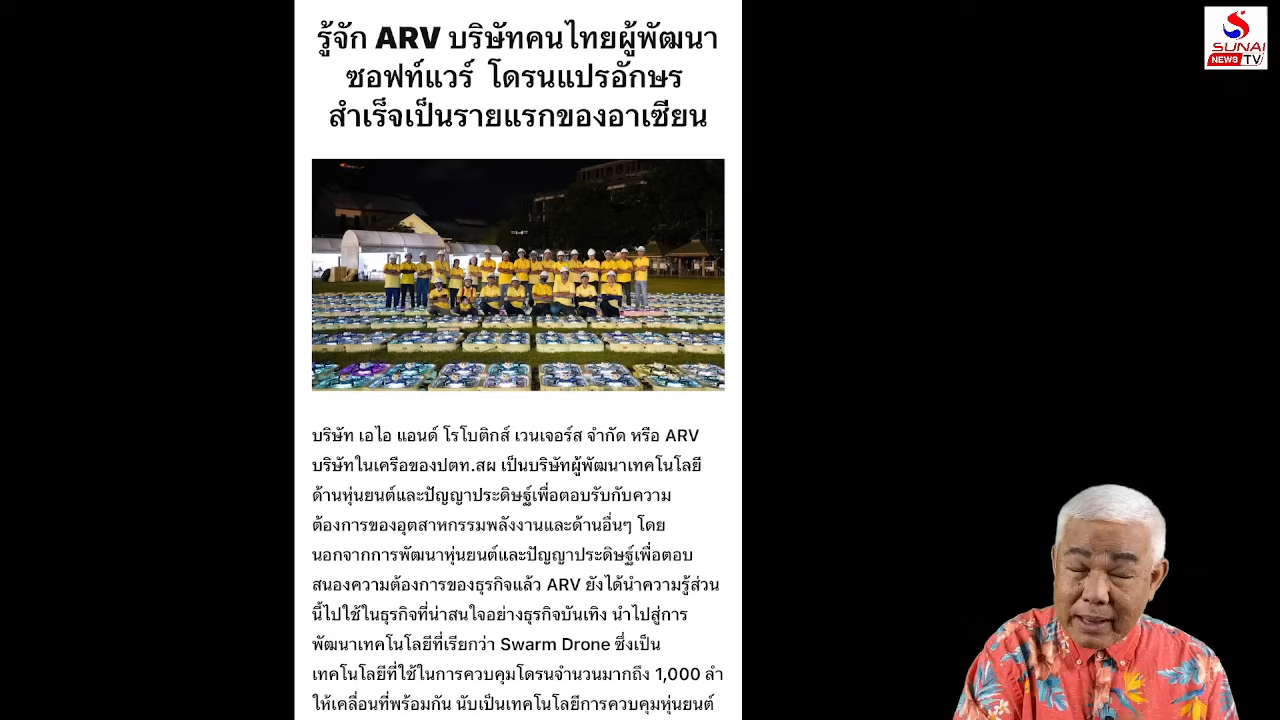 รู้จัก ARV บริษัทคนไทยผู้พัฒนา
ซอฟท์แวร์ โดรนแปรอักษร
สำเร็จเป็นรายแรกของอาเซียน
บริษัท เอไอ แอนด์ โรโบติกส์ เวนเจอร์ส จำกัด หรือ ARV
บริษัทในเครือของปตท.สผ เป็นบริษัทผู้พัฒนาเทคโนโลยี
ด้านหุ่นยนต์และปัญญาประดิษฐ์เพื่อตอบรับกับความ
ต้องการของอุตสาหกรรมพลังงานและด้านอื่นๆ โดย
นอกจากการพัฒนาหุ่นยนต์และปัญญาประดิษฐ์เพื่อตอบ
สนองความต้องการของธุรกิจแล้ว ARV ยังได้นำความรู้ส่วน
นี้ไปใช้ในธุรกิจที่น่าสนใจอย่างธุรกิจบันเทิง นำไปสู่การ
พัฒนาเทคโนโลยีที่เรียกว่า Swarm Drone ซึ่งเป็น
เทคโนโลยีที่ใช้ในการควบคุมโดรนจำนวนมากถึง 1,000 ลำ
ให้เคลื่อนที่พร้อมกัน นับเป็นเทคโนโลยีการควบคุมหุ่นยนต์
SUNAI
NEWS TV